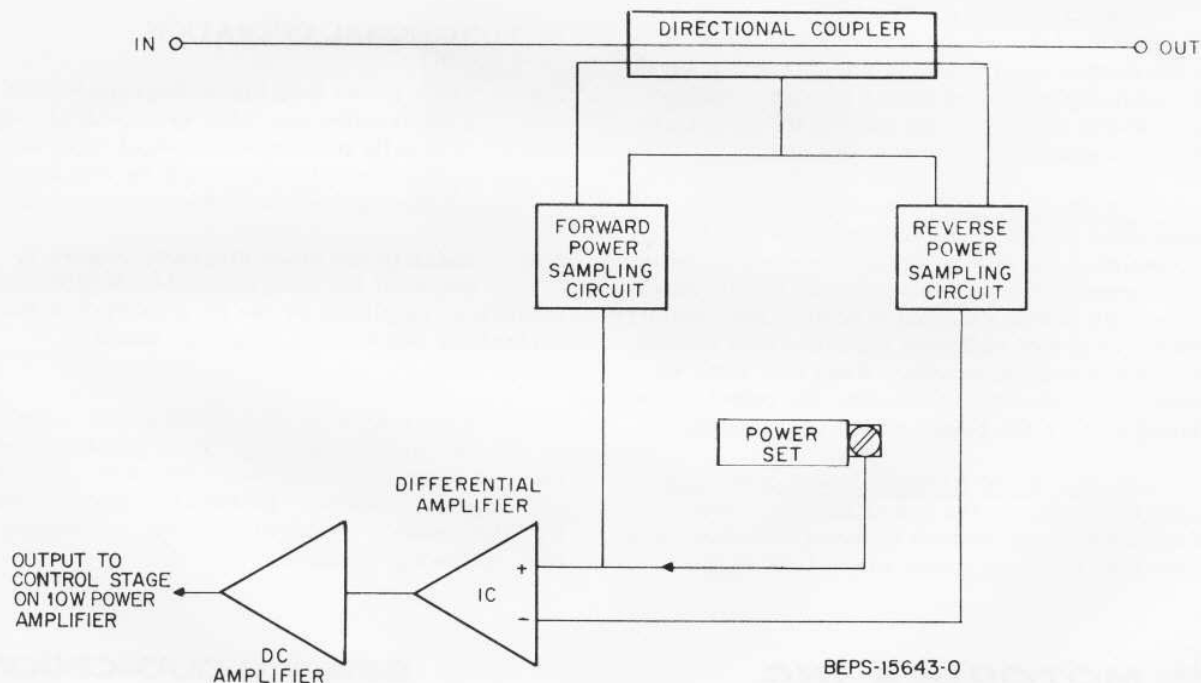 DIRECTIONAL COUPLER
IN
OUT
FORWARD
POWER
SAMPLING
CIRCUIT
REVERSE
POWER
SAMPLING
CIRCUIT
POWER
SET
DIFFERENTIAL
AMPLIFIER
+
IC
-
OUTPUT TO
CONTROL STAGE
ON 10W POWER
AMPLIFIER
DC
AMPLIFIER
BEPS-15643-O